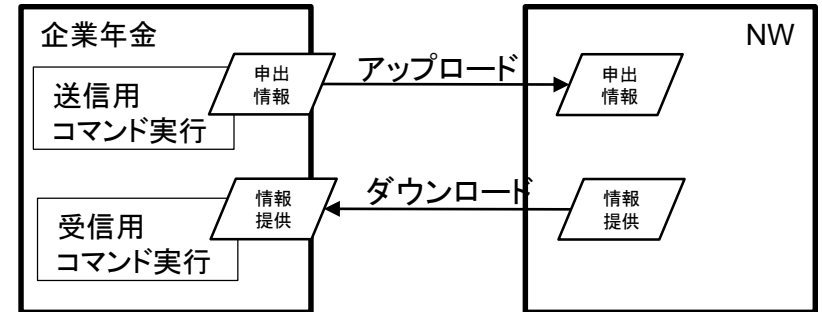 企業年金
NW
申出
情報
アップロード
申出
情報
送信用
コマンド実行
情報
提供
ダウンロード
情報
提供
受信用
コマンド実行